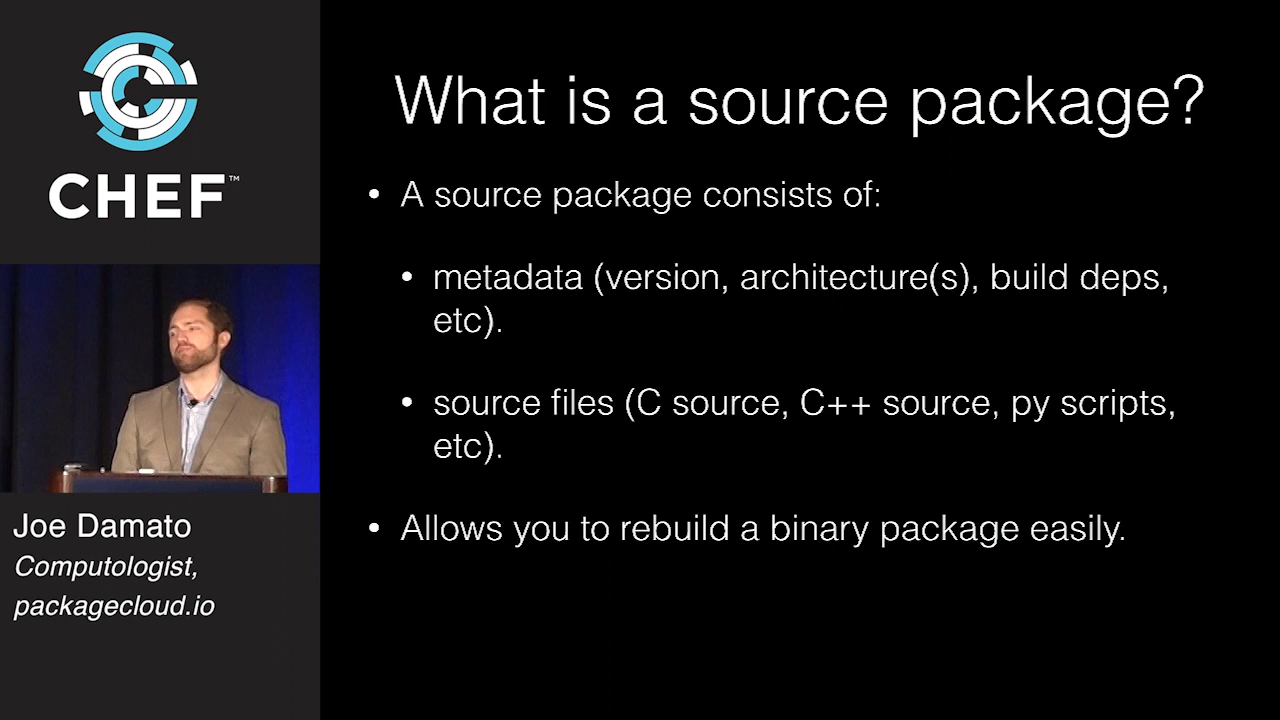 CHEF™
Joe Damato
Computologist,
packagecloud.io
What is a source package?
• A source package consists of:
• metadata (version, architecture(s), build deps,
etc).
• source files (C source, C++ source, py scripts,
etc).
• Allows you to rebuild a binary package easily.